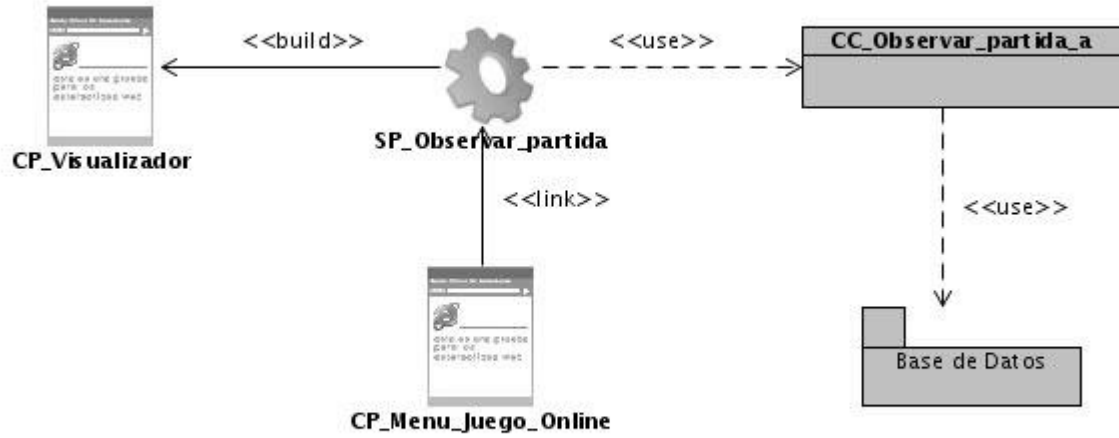 <<build>>
<<use>>
CC_Observar_partida_a
CP_Visualizador
SP_Observar_partida
<<link>>
<<use>>
Base de Datos
CP_Menu_Juego_Online